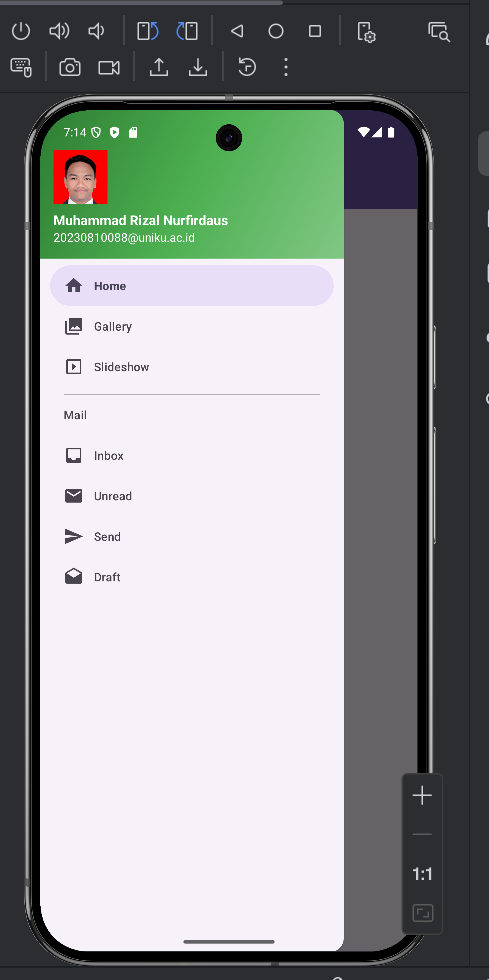 7:14
Muhammad Rizal Nurfirdaus
20230810088@uniku.ac.id
Home
Gallery
Slideshow
Mail
Inbox
Unread
Send
Draft
1:1